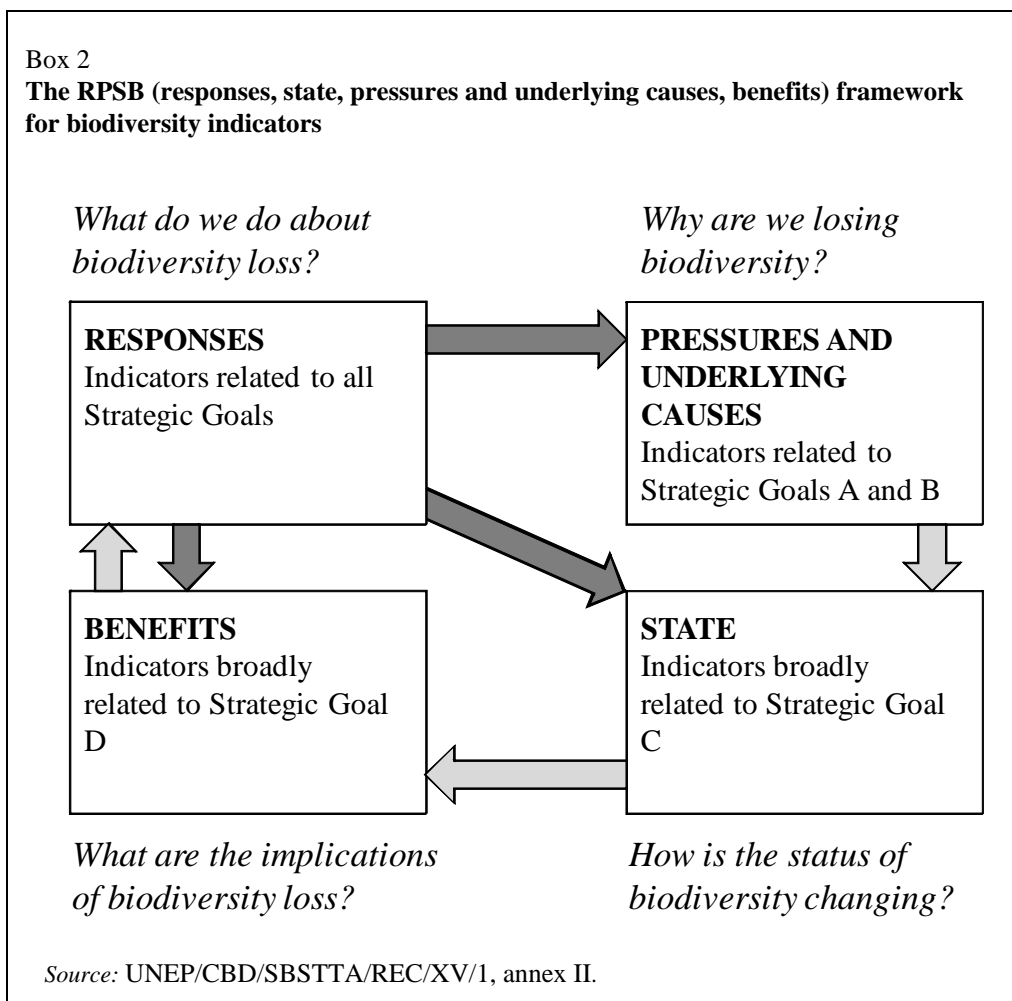 Box 2
The RPSB (responses, state, pressures and underlying causes, benefits) framework
for biodiversity indicators
What do we do about
biodiversity loss?
Why are we losing
biodiversity?
RESPONSES
Indicators related to all
Strategic Goals
PRESSURES AND
UNDERLYING
CAUSES
Indicators related to
Strategic Goals A and B
BENEFITS
Indicators broadly
related to Strategic Goal
D
STATE
Indicators broadly
related to Strategic Goal
C
What are the implications
of biodiversity loss?
How is the status of
biodiversity changing?
Source: UNEP/CBD/SBSTTA/REC/XV/1, annex II.